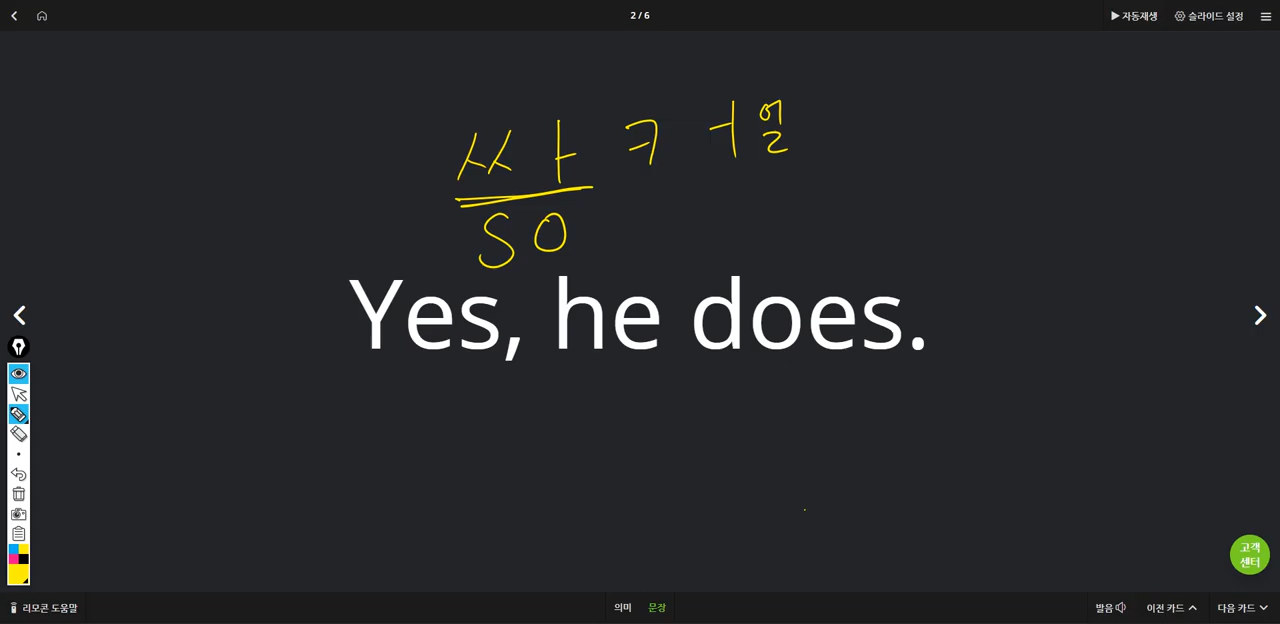 2 / 6
자동재생
슬라이드 설정
싸 ㅋ ㅓ 얼
so
Yes, he does.
고객
센터
리모콘 도움말
의미
문장
발음
이전 카드
다음 카드